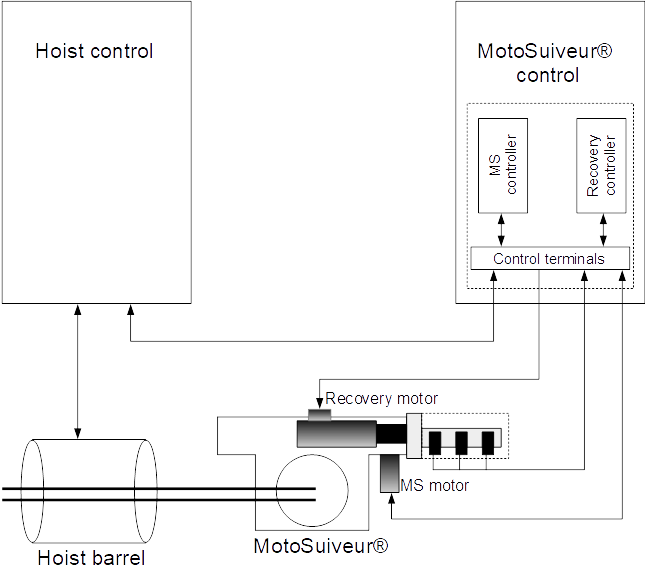 Hoist control
MotoSuiveur®
control
MS
controller
Recovery
controller
Control terminals
Recovery motor
MS motor
MotoSuiveur®
Hoist barrel